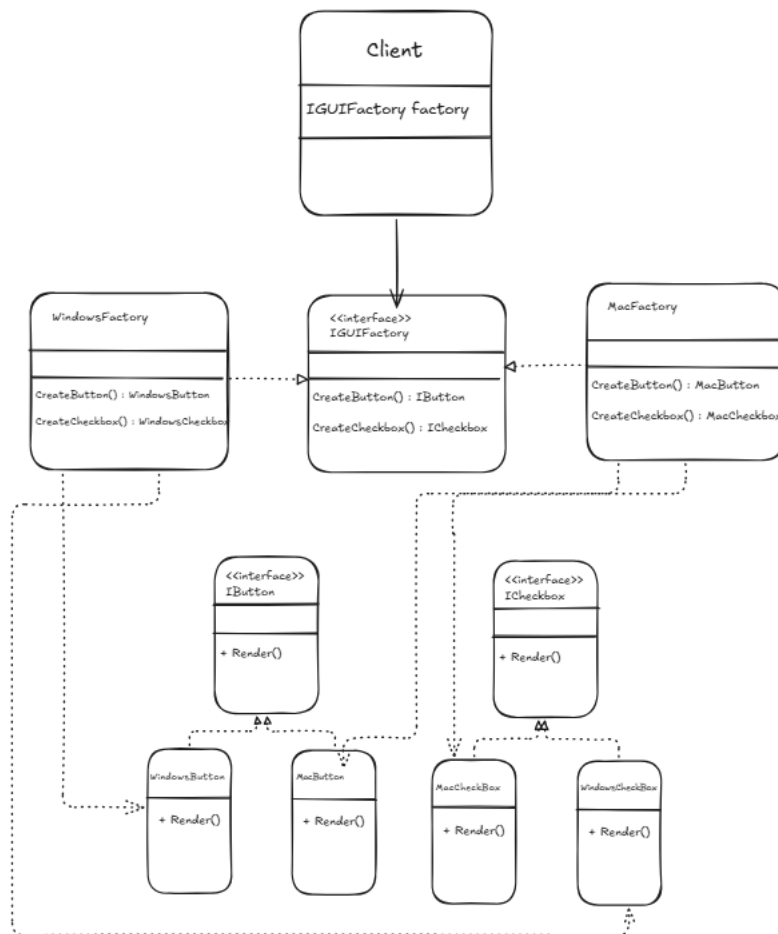 Client
IGUIFactory factory
WindowsFactory
CreateButton() : WindowsButton
CreateCheckbox() : WindowsCheckbox
<<interface>>
IGUIFactory
CreateButton() : IButton
CreateCheckbox() : ICheckbox
MacFactory
CreateButton() : MacButton
CreateCheckbox() : MacCheckbox
<<interface>>
IButton
+ Render()
<<interface>>
ICheckbox
+ Render()
WindowsButton
+ Render()
MacButton
+ Render()
MacCheckBox
+ Render()
WindowsCheckBox
+ Render()